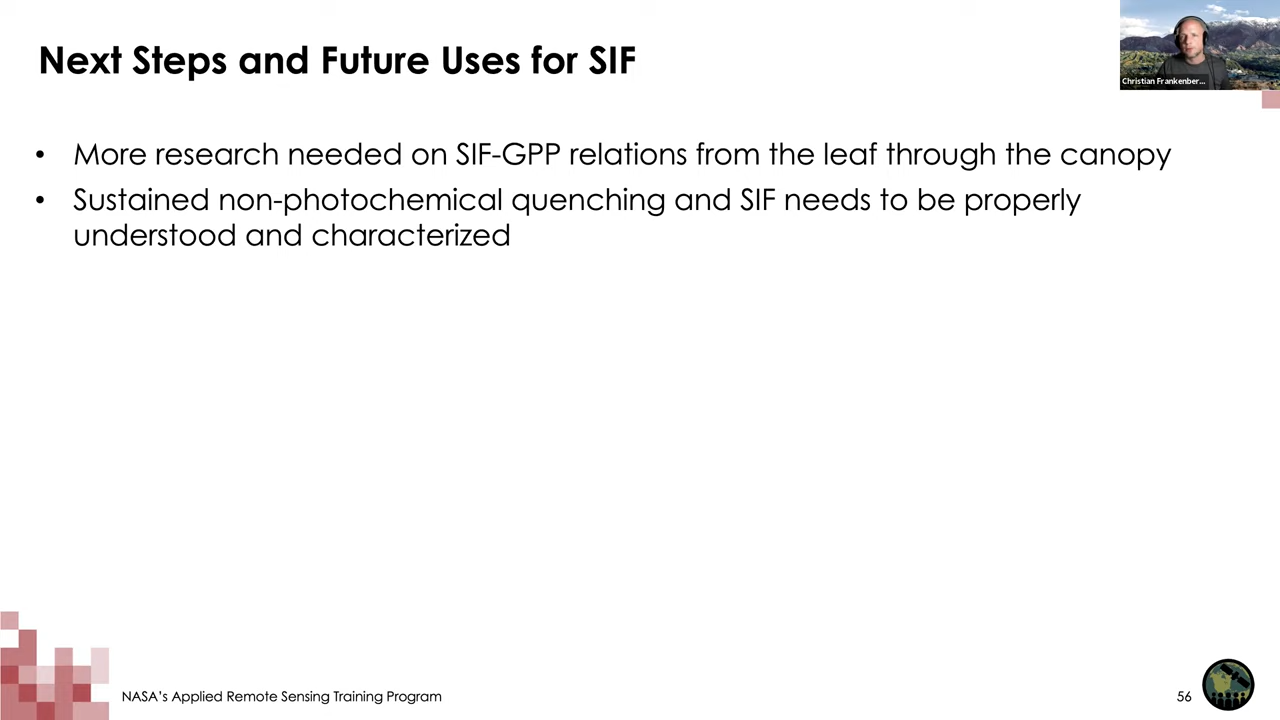 Next Steps and Future Uses for SIF
Christian Frankenber...
• More research needed on SIF-GPP relations from the leaf through the canopy
• Sustained non-photochemical quenching and SIF needs to be properly
understood and characterized
NASA's Applied Remote Sensing Training Program
56